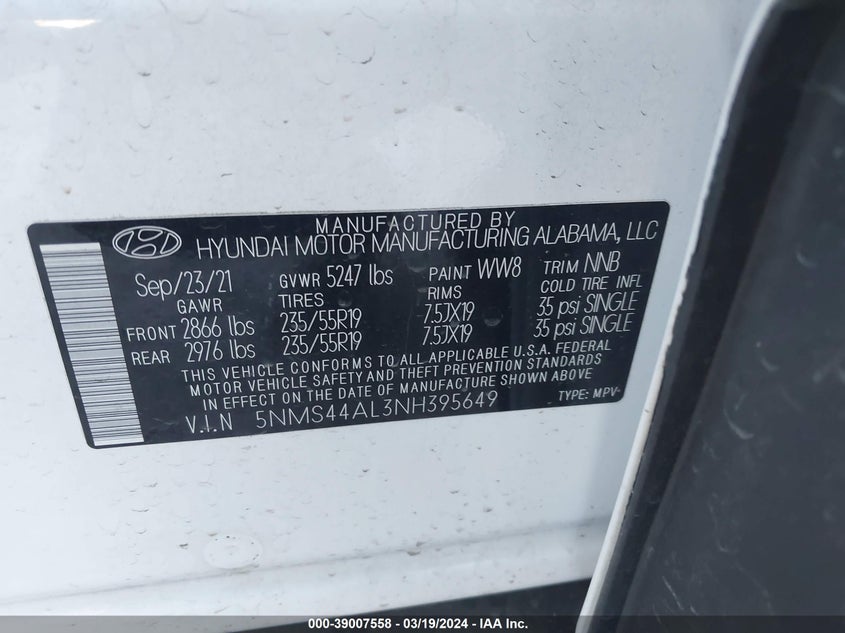 MANUFACTURED BY
HYUNDAI MOTOR MANUFACTURING ALABAMA, LLC
Sep/23/21 GVWR 5247 lbs PAINT WW8 TRIM NNB
GAWR TIRES RIMS COLD TIRE INFL
FRONT 2866 lbs 235/55R19 7.5JX19 35 psi SINGLE
REAR 2976 lbs 235/55R19 7.5JX19 35 psi SINGLE
THIS VEHICLE CONFORMS TO ALL APPLICABLE U.S.A. FEDERAL
MOTOR VEHICLE SAFETY AND THEFT PREVENTION STANDARDS
IN EFFECT ON THE DATE OF MANUFACTURE SHOWN ABOVE
V.I.N 5NMS44AL3NH395649 TYPE: MPV
000-39007558 — 03/19/2024 — IAA Inc.